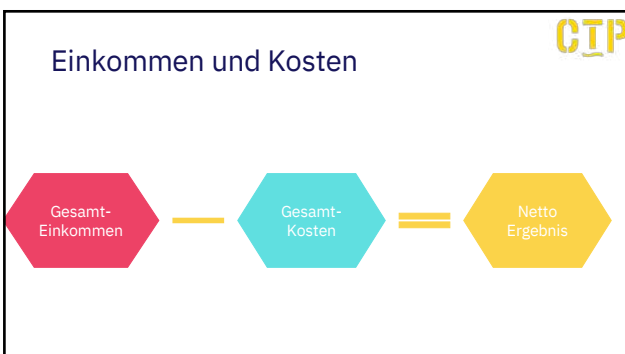 CTP
Einkommen und Kosten
Gesamt-
Einkommen
Gesamt-
Kosten
Netto
Ergebnis